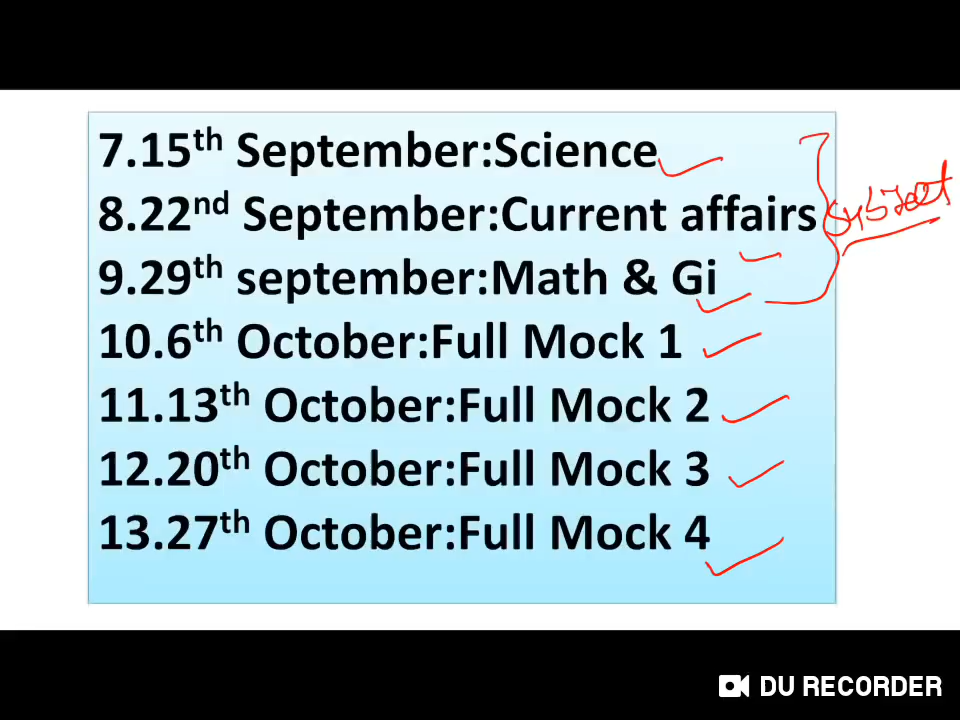 7.15th September:Science
8.22nd September:Current affairs
9.29th september:Math & Gi
10.6th October:Full Mock 1
11.13th October:Full Mock 2
12.20th October:Full Mock 3
13.27th October:Full Mock 4
Subject
DU RECORDER